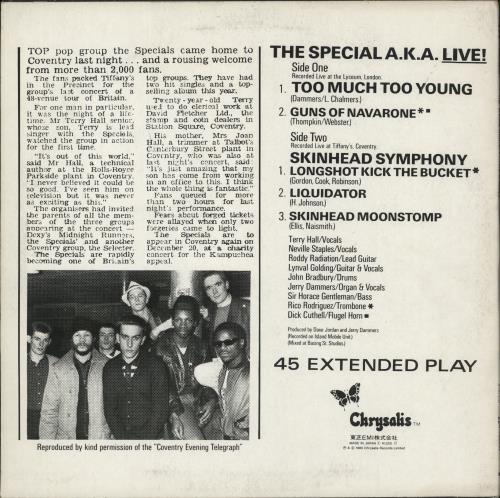 TOP pop group the Specials came home to
Coventry last night . . . and a rousing welcome
from more than 2,000 fans.
The fans packed Tiffany's
in the Precinct for the
group's last concert of a
48-venue tour of Britain.
For one man in particular,
it was the night of a life-
time. Mr Terry Hall senior,
whose son, Terry is lead
singer with the Specials,
watched the group in action
for the first time.
"It's out of this world,"
said Mr Hall, a technical
author at the Rolls-Royce
Parkside plant in Coventry.
"I never believed it could be
so good. I've seen him on
television but it was never
as exciting as this."
The organisers had invited
the parents of all the mem-
bers of the three groups
appearing at the concert —
Dexy's Midnight Runners,
the Specials' and another
Coventry group, the Selecter.
The Specials are rapidly
becoming one of Britain's
top groups. They have had
two hit singles and a top-
selling album this year.
Twenty-year-old Terry
used to do clerical work at
David Fletcher Ltd., the
stamp and coin dealers in
Station Square, Coventry.
His mother, Mrs Joan
Hall, a trimmer at Talbot's
Canterbury Street plant in
Coventry, who was also at
last night's concert, said:
"It's just amazing that my
son has gone from working
in an office to this. I think
the whole thing is fantastic."
Fans queued for more
than two hours for last
night's performance.
Fears about forged tickets
were allayed when only two
forgeries came to light.
The Specials are to
appear in Coventry again on
December 20, at a charity
concert for the Kampuchea
appeal.
Reproduced by kind permission of the "Coventry Evening Telegraph"
THE SPECIAL A.K.A. LIVE!
Side One
Recorded Live at the Lyceum, London.
1. TOO MUCH TOO YOUNG
(Dammers/L. Chalmers.)
2. GUNS OF NAVARONE * ▪
(Thompkin/Webster.)
Side Two
Recorded Live at Tiffany's, Coventry.
SKINHEAD SYMPHONY
1. LONGSHOT KICK THE BUCKET *
(Gordon, Cook, Robinson.)
2. LIQUIDATOR
(H. Johnson.)
3. SKINHEAD MOONSTOMP
(Ellis, Naismith.)
Terry Hall/Vocals
Neville Staples/Vocals
Roddy Radiation/Lead Guitar
Lynval Golding/Guitar & Vocals
John Bradbury/Drums
Jerry Dammers/Organ & Vocals
Sir Horace Gentleman/Bass
Rico Rodriguez/Trombone *
Dick Cuthell/Flugel Horn ▪
Produced by Dave Jordan and Jerry Dammers
(Recorded on Island Mobile Unit.)
(Mixed at Basing St. Studios.)
45 EXTENDED PLAY
Chrysalis TM
東芝EMI株式会社
MADE IN JAPAN
℗ & © 1980 Chrysalis Records Limited